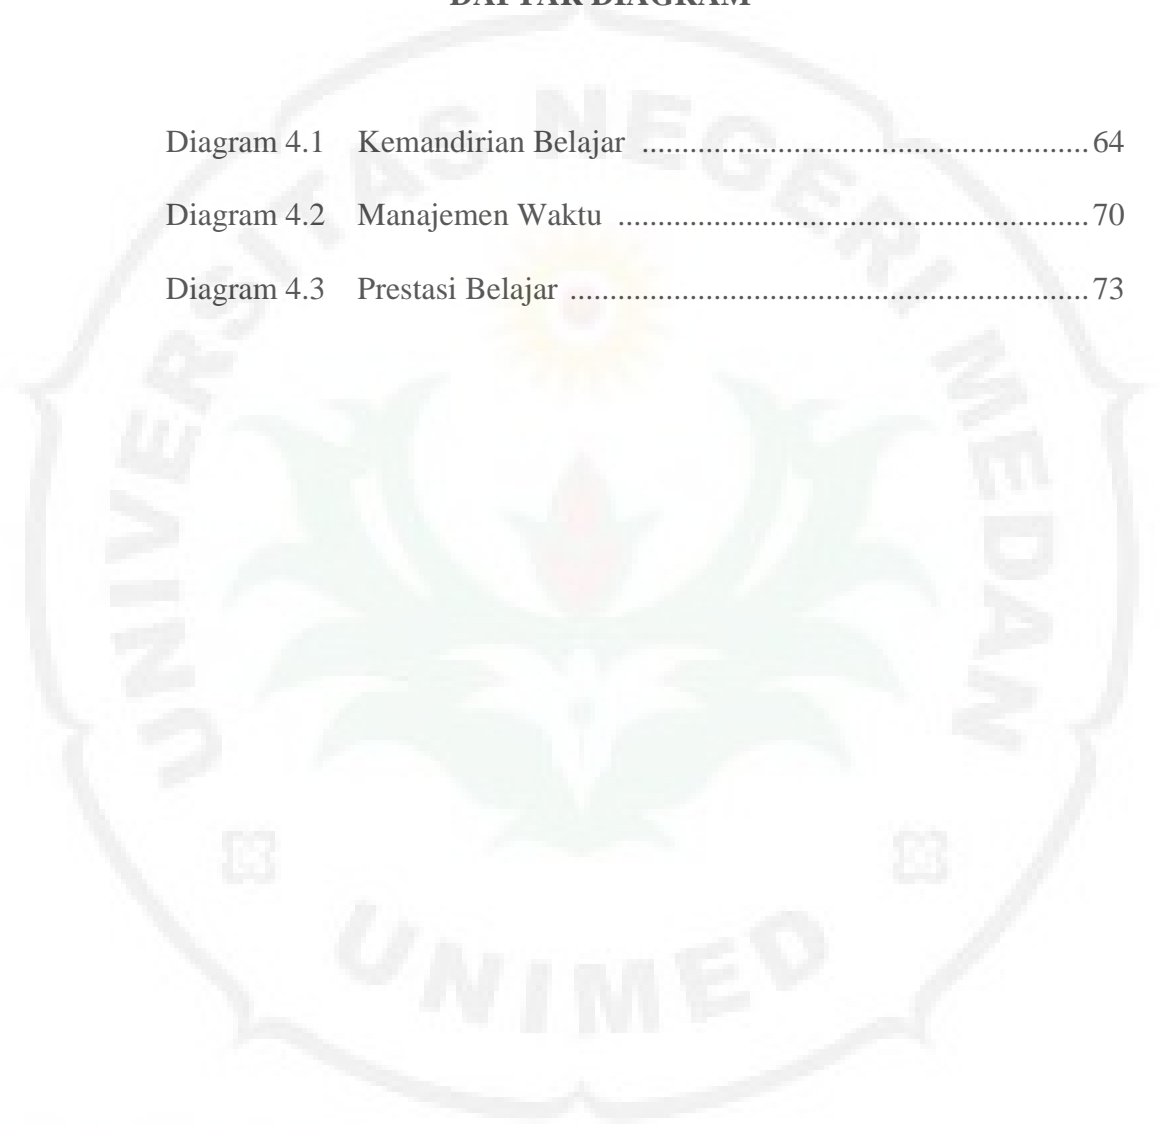 DAFTAR DIAGRAM
Diagram 4.1 Kemandirian Belajar ........................................................ 64
Diagram 4.2 Manajemen Waktu ........................................................... 70
Diagram 4.3 Prestasi Belajar ................................................................. 73
UNIVERSITAS NEGERI MEDAN
UNIMED